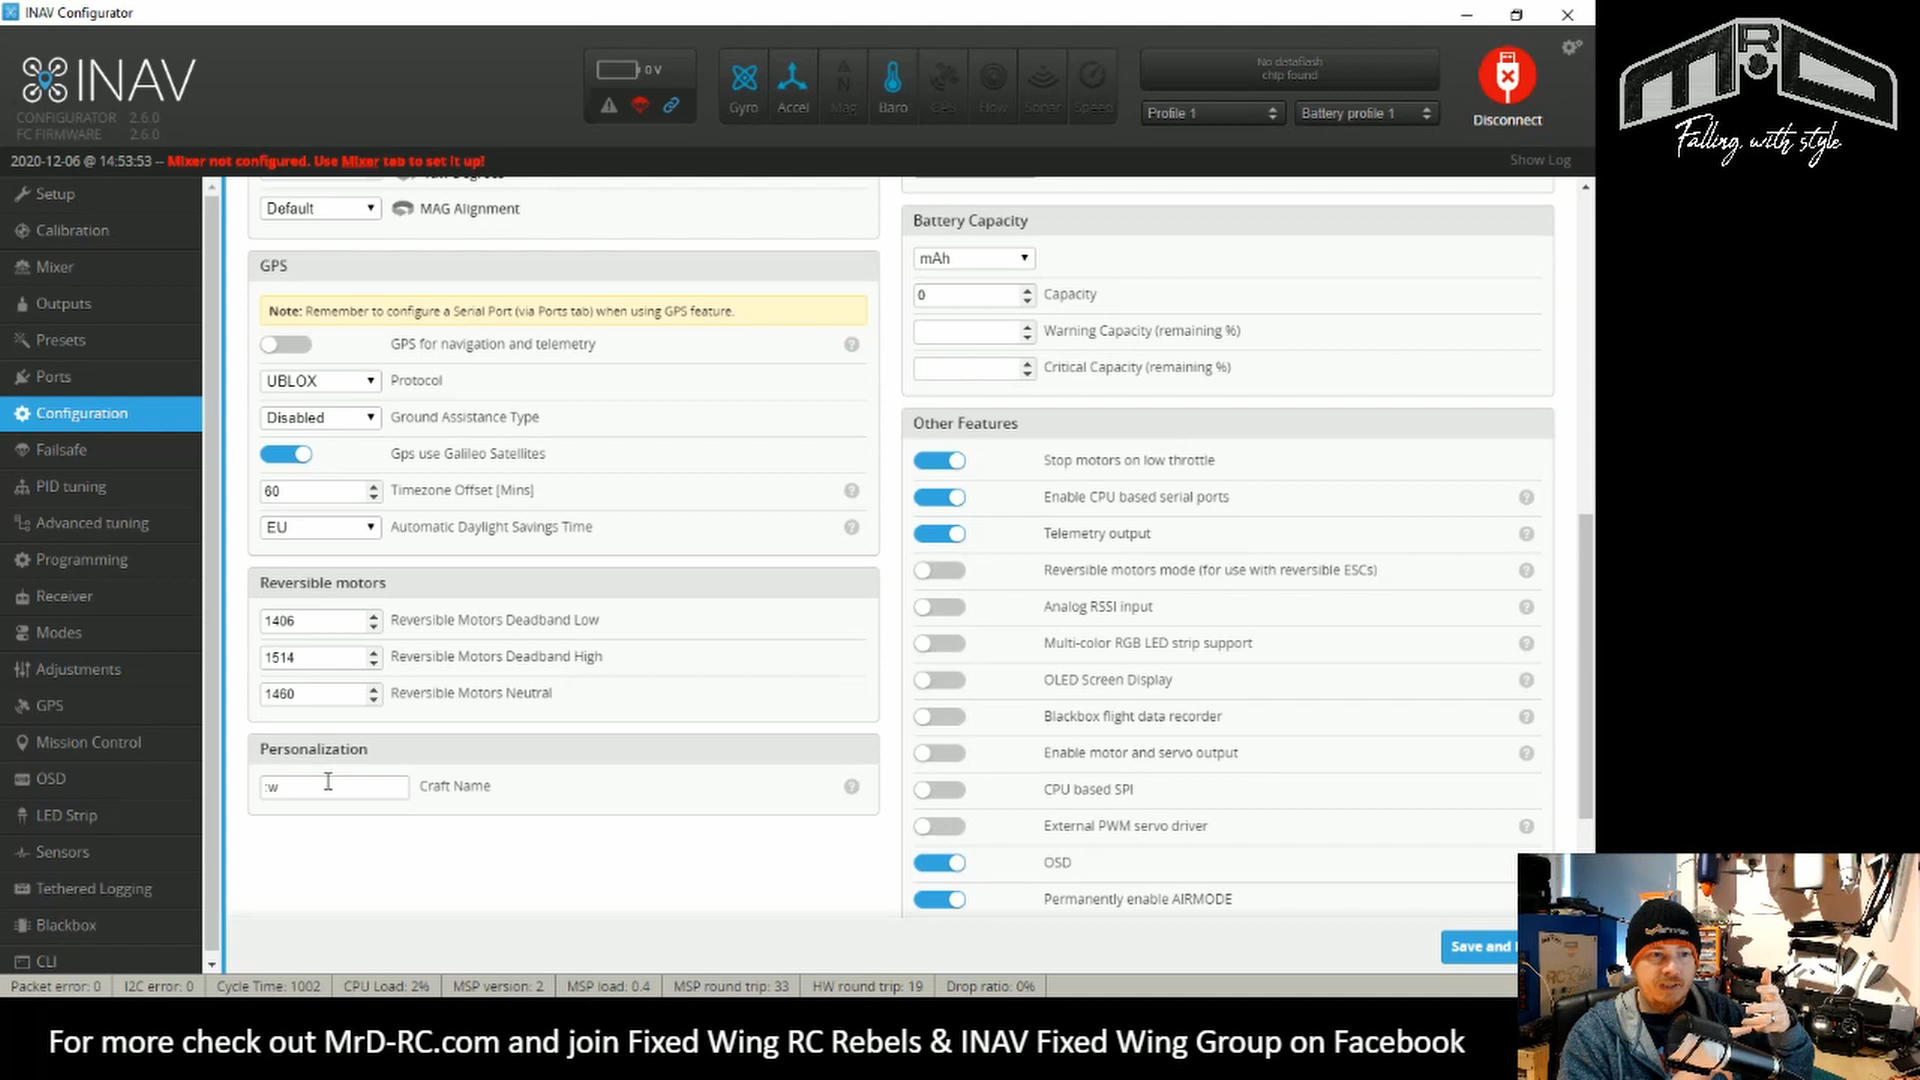 INAV Configurator
INAV
CONFIGURATOR 2.6.0
FC FIRMWARE 2.6.0
0 V
Gyro
Accel
Mag
Baro
GPS
Flow
Sonar
Speed
No dataflash
chip found
Profile 1
Battery profile 1
Disconnect
MRD
Falling with style
2020-12-06 @ 14:53:53 -- Mixer not configured. Use Mixer tab to set it up!
Show Log
Setup
Calibration
Mixer
Outputs
Presets
Ports
Configuration
Failsafe
PID tuning
Advanced tuning
Programming
Receiver
Modes
Adjustments
GPS
Mission Control
OSD
LED Strip
Sensors
Tethered Logging
Blackbox
CLI
Default MAG Alignment
GPS
Note: Remember to configure a Serial Port (via Ports tab) when using GPS feature.
GPS for navigation and telemetry
UBLOX Protocol
Disabled Ground Assistance Type
Gps use Galileo Satellites
60 Timezone Offset [Mins]
EU Automatic Daylight Savings Time
Reversible motors
1406 Reversible Motors Deadband Low
1514 Reversible Motors Deadband High
1460 Reversible Motors Neutral
Personalization
:w Craft Name
Battery Capacity
mAh
0 Capacity
Warning Capacity (remaining %)
Critical Capacity (remaining %)
Other Features
Stop motors on low throttle
Enable CPU based serial ports
Telemetry output
Reversible motors mode (for use with reversible ESCs)
Analog RSSI input
Multi-color RGB LED strip support
OLED Screen Display
Blackbox flight data recorder
Enable motor and servo output
CPU based SPI
External PWM servo driver
OSD
Permanently enable AIRMODE
Save and
Packet error: 0
I2C error: 0
Cycle Time: 1002
CPU Load: 2%
MSP version: 2
MSP load: 0.4
MSP round trip: 33
HW round trip: 19
Drop ratio: 0%
For more check out MrD-RC.com and join Fixed Wing RC Rebels & INAV Fixed Wing Group on Facebook